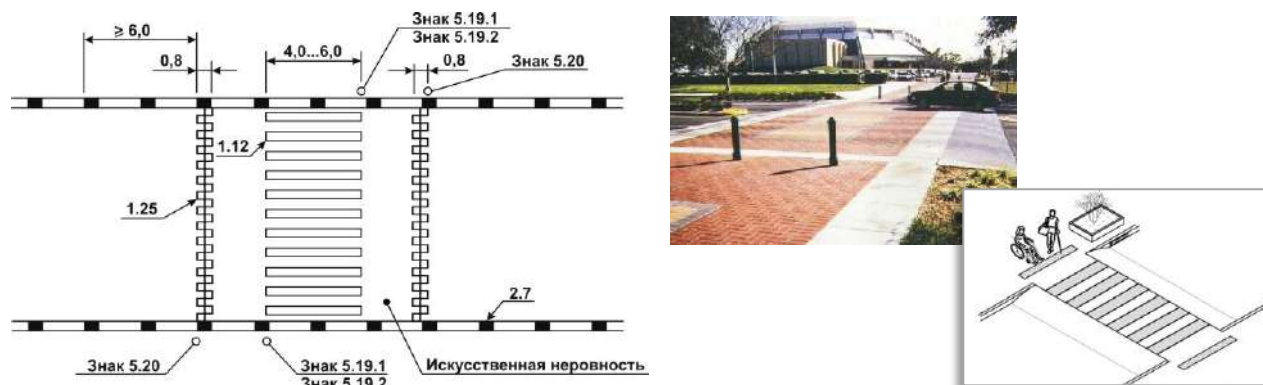 ≥ 6,0
0,8
4,0...6,0
Знак 5.19.1
Знак 5.19.2
0,8
Знак 5.20
1.12
1.25
2.7
Знак 5.20
Знак 5.19.1
Знак 5.19.2
Искусственная неровность